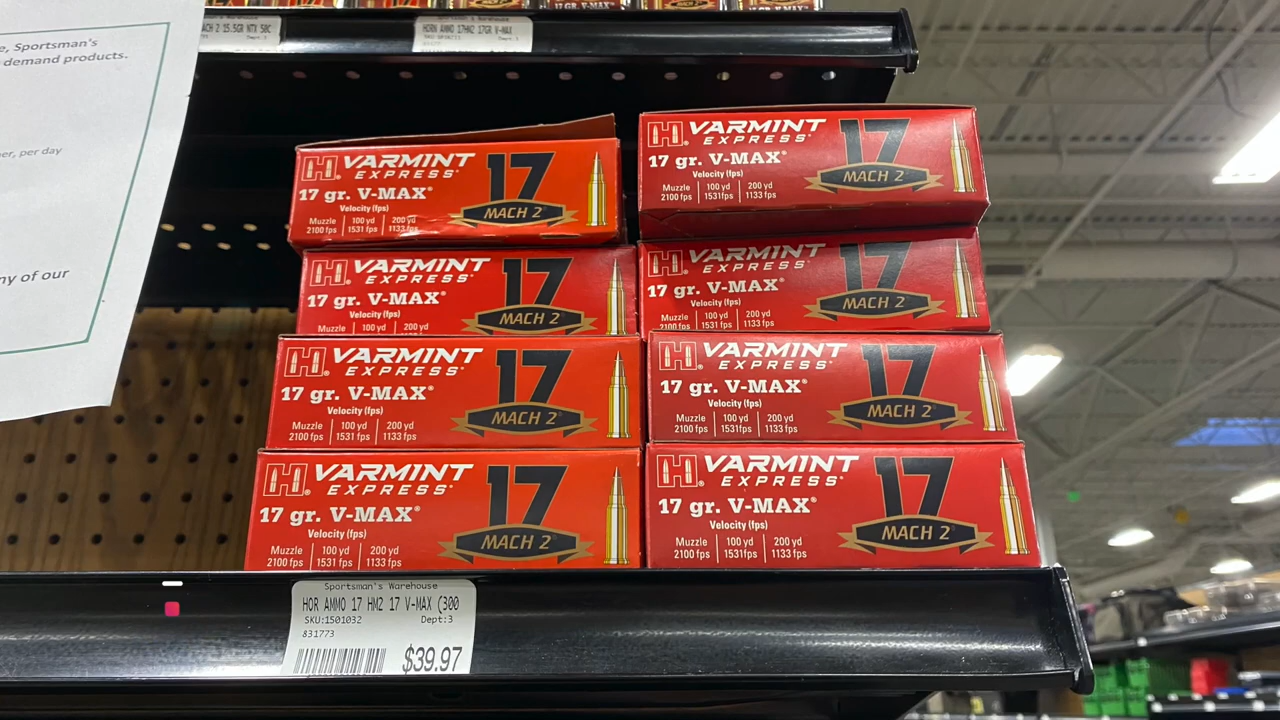 e, Sportsman's
demand products.
er, per day
ny of our
ACH 2 15.5GR NTX 50C
Dept:3
Sportsman's Warehouse
HORN AMMO 17HM2 17GR V-MAX
H VARMINT
EXPRESS®
17 gr. V-MAX®
Velocity (fps)
Muzzle 100 yd 200 yd
2100 fps 1531 fps 1133 fps
17
MACH 2®
H VARMINT
EXPRESS®
17 gr. V-MAX®
Velocity (fps)
Muzzle 100 yd 200 yd
2100 fps 1531fps 1133 fps
17
MACH 2®
H VARMINT
EXPRESS®
17 gr. V-MAX®
Velocity (fps)
Muzzle 100 yd 200 yd
17
MACH 2®
H VARMINT
EXPRESS®
17 gr. V-MAX®
Velocity (fps)
Muzzle 100 yd 200 yd
2100 fps 1531 fps 1133 fps
17
MACH 2®
H VARMINT
EXPRESS®
17 gr. V-MAX®
Velocity (fps)
Muzzle 100 yd 200 yd
2100 fps 1531 fps 1133 fps
17
MACH 2®
H VARMINT
EXPRESS®
17 gr. V-MAX®
Velocity (fps)
Muzzle 100 yd 200 yd
2100 fps 1531fps 1133 fps
17
MACH 2®
H VARMINT
EXPRESS®
17 gr. V-MAX®
Velocity (fps)
Muzzle 100 yd 200 yd
2100 fps 1531 fps 1133 fps
17
MACH 2®
H VARMINT
EXPRESS®
17 gr. V-MAX®
Velocity (fps)
Muzzle 100 yd 200 yd
2100 fps 1531fps 1133 fps
17
MACH 2®
Sportsman's Warehouse
HOR AMMO 17 HM2 17 V-MAX (300
SKU:1501032 Dept:3
831773
$39.97